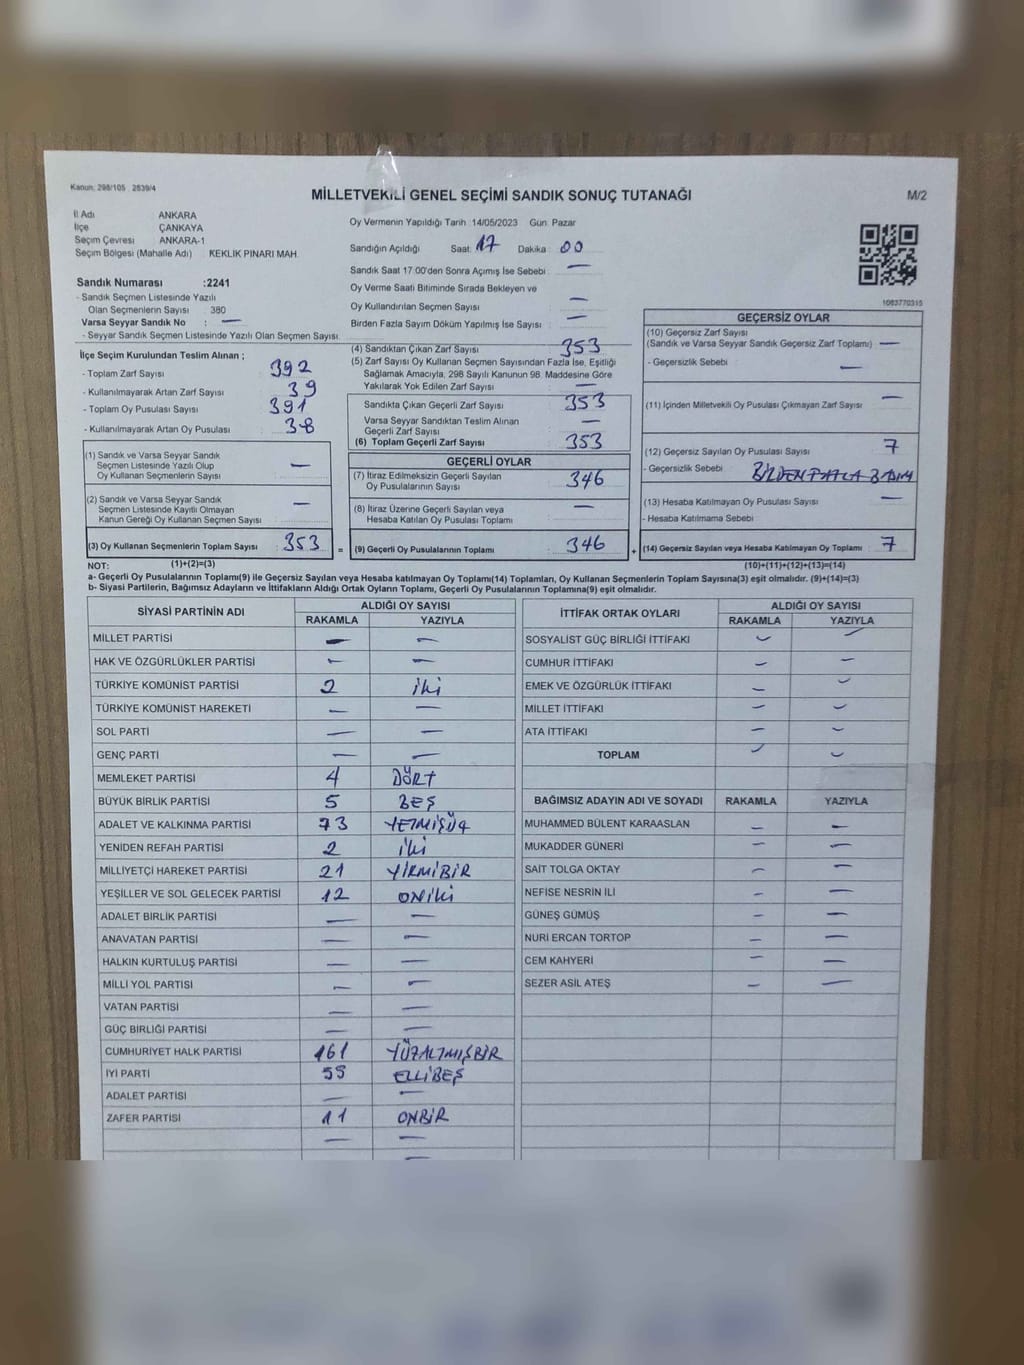 Kanun: 298/105 2839/4
MİLLETVEKİLİ GENEL SEÇİMİ SANDIK SONUÇ TUTANAĞI
M/2
İl Adı ANKARA
İlçe ÇANKAYA
Seçim Çevresi ANKARA-1
Seçim Bölgesi (Mahalle Adı) KEKLIK PINARI MAH.
Oy Vermenin Yapıldığı Tarih 14/05/2023 Gün Pazar
Sandığın Açıldığı Saat 17 Dakika 00
Sandık Saat 17:00'den Sonra Açımış İse Sebebi —
Oy Verme Saati Bitiminde Sırada Bekleyen ve
Oy Kullandırılan Seçmen Sayısı —
Birden Fazla Sayım Döküm Yapılmış İse Sayısı —
Sandık Numarası :2241
- Sandık Seçmen Listesinde Yazılı
Olan Seçmenlerin Sayısı 380
Varsa Seyyar Sandık No : —
- Seyyar Sandık Seçmen Listesinde Yazılı Olan Seçmen Sayısı
1083770315
İlçe Seçim Kurulundan Teslim Alınan ;
- Toplam Zarf Sayısı 392
- Kullanılmayarak Artan Zarf Sayısı 39
- Toplam Oy Pusulası Sayısı 391
- Kullanılmayarak Artan Oy Pusulası 38
(4) Sandıktan Çıkan Zarf Sayısı 353
(5) Zarf Sayısı Oy Kullanan Seçmen Sayısından Fazla İse, Eşitliği
Sağlamak Amacıyla, 298 Sayılı Kanunun 98. Maddesine Göre
Yakılarak Yok Edilen Zarf Sayısı —
Sandıkta Çıkan Geçerli Zarf Sayısı 353
Varsa Seyyar Sandıktan Teslim Alınan
Geçerli Zarf Sayısı —
(6) Toplam Geçerli Zarf Sayısı 353
GEÇERSİZ OYLAR
(10) Geçersiz Zarf Sayısı
(Sandık ve Varsa Seyyar Sandık Geçersiz Zarf Toplamı) —
- Geçersizlik Sebebi —
(11) İçinden Milletvekili Oy Pusulası Çıkmayan Zarf Sayısı —
(12) Geçersiz Sayılan Oy Pusulası Sayısı 7
- Geçersizlik Sebebi BİRDEN FAZLA BASIM
(13) Hesaba Katılmayan Oy Pusulası Sayısı —
- Hesaba Katılmama Sebebi
(1) Sandık ve Varsa Seyyar Sandık
Seçmen Listesinde Yazılı Olup
Oy Kullanan Seçmenlerin Sayısı —
(2) Sandık ve Varsa Seyyar Sandık
Seçmen Listesinde Kayıtlı Olmayan
Kanun Gereği Oy Kullanan Seçmen Sayısı —
GEÇERLİ OYLAR
(7) İtiraz Edilmeksizin Geçerli Sayılan
Oy Pusulalarının Sayısı 346
(8) İtiraz Üzerine Geçerli Sayılan veya
Hesaba Katılan Oy Pusulası Toplamı —
(3) Oy Kullanan Seçmenlerin Toplam Sayısı : 353 = (9) Geçerli Oy Pusulalarının Toplamı 346 + (14) Geçersiz Sayılan veya Hesaba Katılmayan Oy Toplamı : 7
NOT: (1)+(2)=(3) (10)+(11)+(12)+(13)=(14)
a- Geçerli Oy Pusulalarının Toplamı(9) ile Geçersiz Sayılan veya Hesaba katılmayan Oy Toplamı(14) Toplamları, Oy Kullanan Seçmenlerin Toplam Sayısına(3) eşit olmalıdır. (9)+(14)=(3)
b- Siyasi Partilerin, Bağımsız Adayların ve İttifakların Aldığı Ortak Oyların Toplamı, Geçerli Oy Pusulalarının Toplamına(9) eşit olmalıdır.
SİYASİ PARTİNİN ADI ALDIĞI OY SAYISI
RAKAMLA YAZIYLA
MİLLET PARTİSİ — —
HAK VE ÖZGÜRLÜKLER PARTİSİ — —
TÜRKİYE KOMÜNİST PARTİSİ 2 iki
TÜRKİYE KOMÜNİST HAREKETİ — —
SOL PARTİ — —
GENÇ PARTİ — —
MEMLEKET PARTİSİ 4 DÖRT
BÜYÜK BİRLİK PARTİSİ 5 BEŞ
ADALET VE KALKINMA PARTİSİ 73 YETMİŞÜÇ
YENİDEN REFAH PARTİSİ 2 iki
MİLLİYETÇİ HAREKET PARTİSİ 21 YİRMİBİR
YEŞİLLER VE SOL GELECEK PARTİSİ 12 ONİKİ
ADALET BİRLİK PARTİSİ — —
ANAVATAN PARTİSİ — —
HALKIN KURTULUŞ PARTİSİ — —
MİLLİ YOL PARTİSİ — —
VATAN PARTİSİ — —
GÜÇ BİRLİĞİ PARTİSİ — —
CUMHURİYET HALK PARTİSİ 161 YÜZALTMIŞBİR
İYİ PARTİ 55 ELLİBEŞ
ADALET PARTİSİ — —
ZAFER PARTİSİ 11 ONBİR
— —
—
İTTİFAK ORTAK OYLARI ALDIĞI OY SAYISI
RAKAMLA YAZIYLA
SOSYALİST GÜÇ BİRLİĞİ İTTİFAKI — —
CUMHUR İTTİFAKI — —
EMEK VE ÖZGÜRLÜK İTTİFAKI — —
MİLLET İTTİFAKI — —
ATA İTTİFAKI — —
TOPLAM — —
BAĞIMSIZ ADAYIN ADI VE SOYADI RAKAMLA YAZIYLA
MUHAMMED BÜLENT KARAASLAN — —
MUKADDER GÜNERİ — —
SAİT TOLGA OKTAY — —
NEFİSE NESRİN İLİ — —
GÜNEŞ GÜMÜŞ — —
NURİ ERCAN TORTOP — —
CEM KAHYERİ — —
SEZER ASİL ATEŞ — —